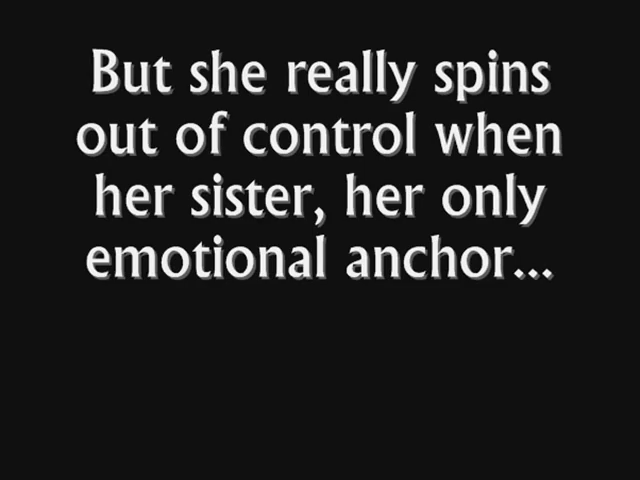 But she really spins
out of control when
her sister, her only
emotional anchor...